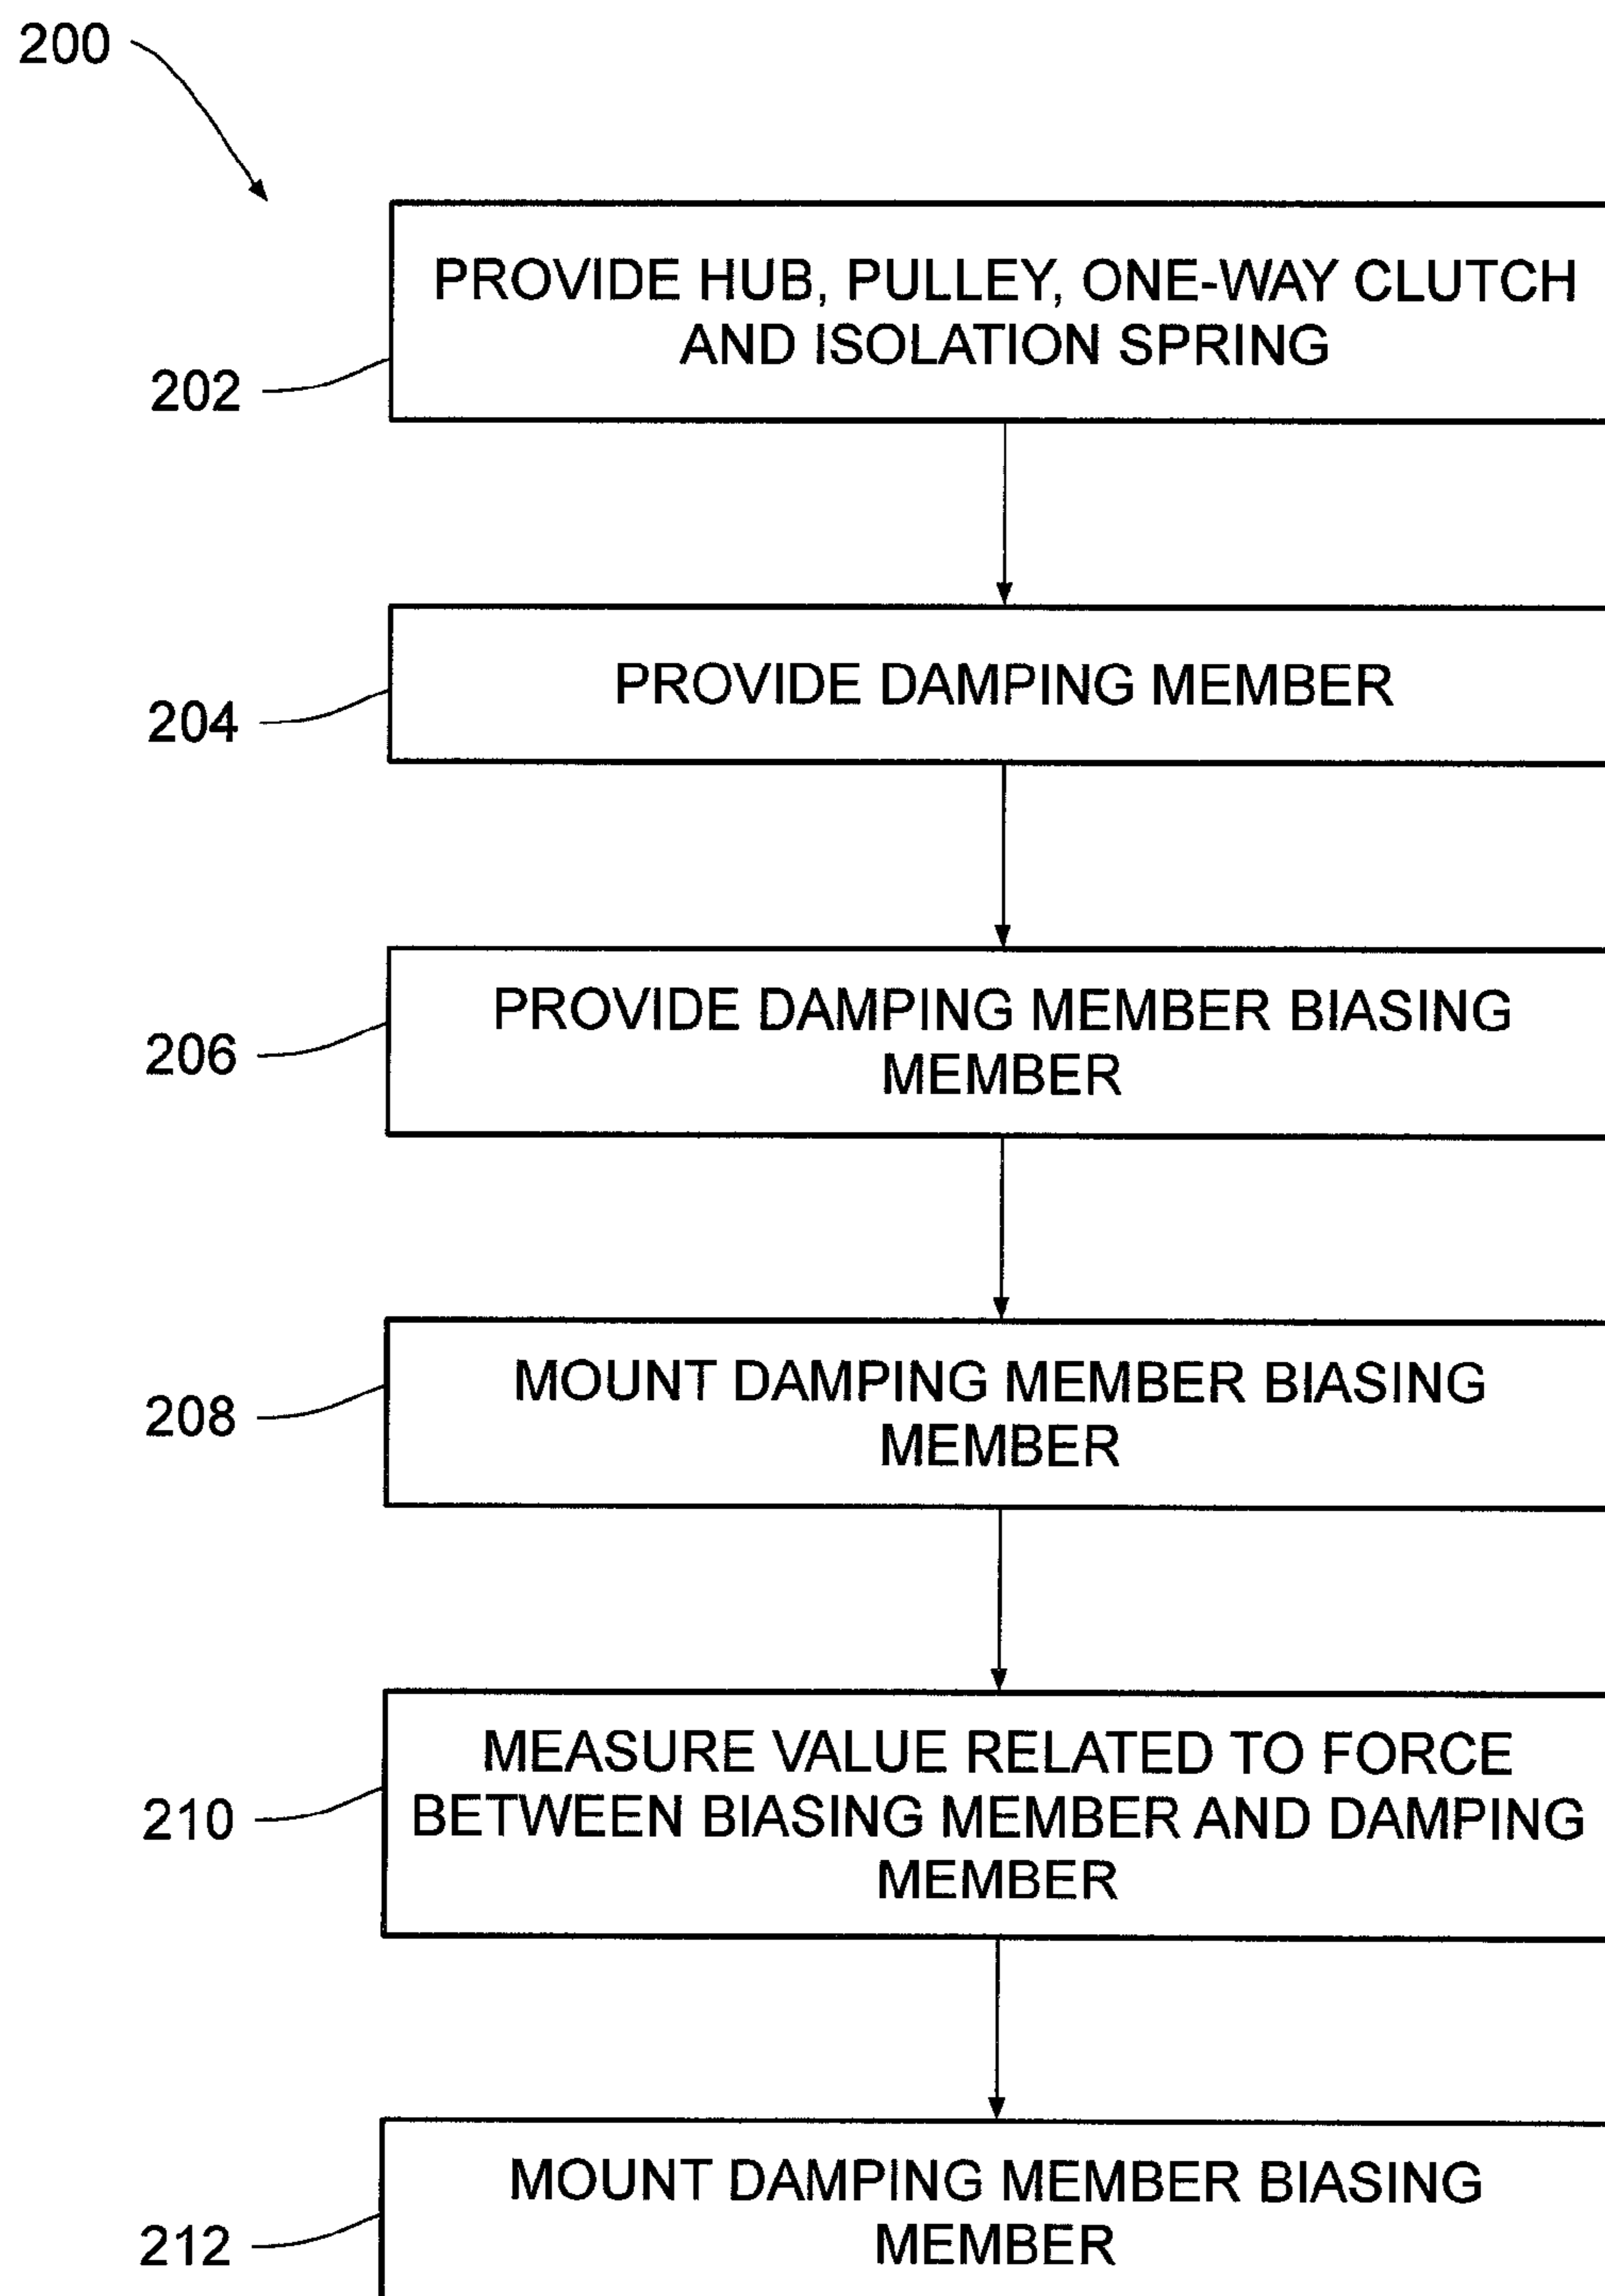 200
PROVIDE HUB, PULLEY, ONE-WAY CLUTCH
AND ISOLATION SPRING
202
PROVIDE DAMPING MEMBER
204
PROVIDE DAMPING MEMBER BIASING
MEMBER
206
MOUNT DAMPING MEMBER BIASING
MEMBER
208
MEASURE VALUE RELATED TO FORCE
BETWEEN BIASING MEMBER AND DAMPING
MEMBER
210
MOUNT DAMPING MEMBER BIASING
MEMBER
212